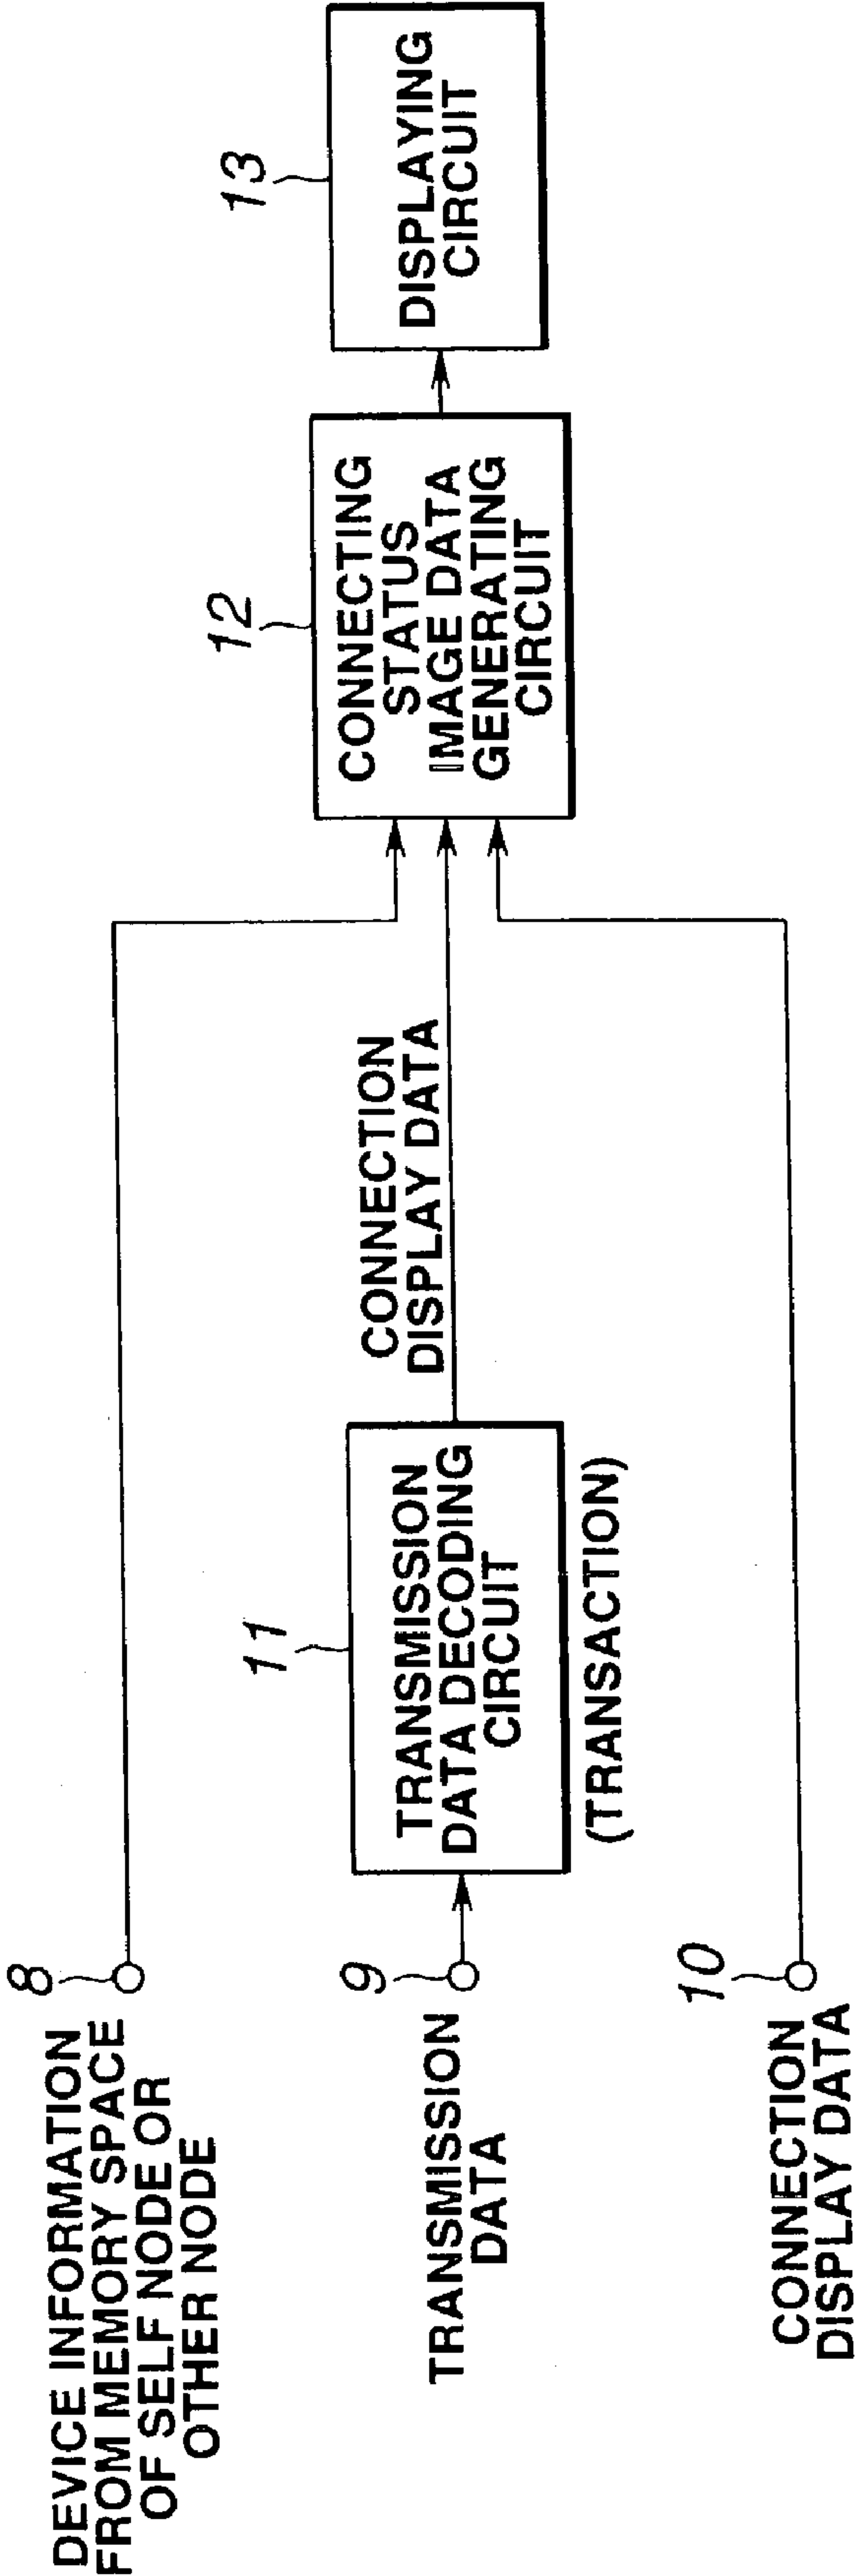 8
DEVICE INFORMATION
FROM MEMORY SPACE
OF SELF NODE OR
OTHER NODE
9
TRANSMISSION
DATA
10
CONNECTION
DISPLAY DATA
11
TRANSMISSION
DATA DECODING
CIRCUIT
(TRANSACTION)
CONNECTION
DISPLAY DATA
12
CONNECTING
STATUS
IMAGE DATA
GENERATING
CIRCUIT
13
DISPLAYING
CIRCUIT